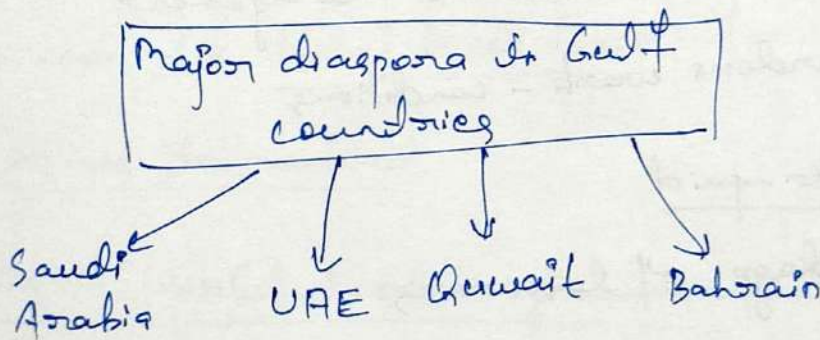 Major diaspora in Gulf
countries
Saudi
Arabia
UAE
Quwait
Bahrain